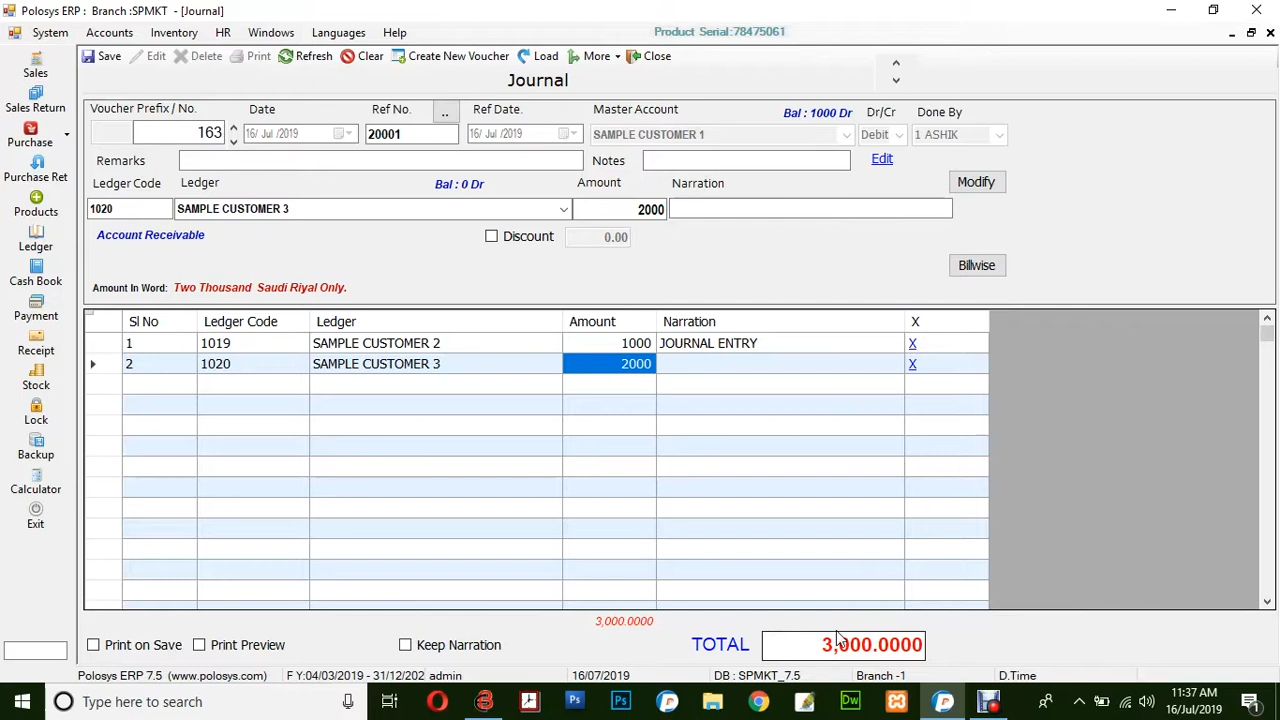 Polosys ERP : Branch :SPMKT - [Journal]
System Accounts Inventory HR Windows Languages Help Product Serial:78475061
Save Edit Delete Print Refresh Clear Create New Voucher Load More Close
Journal
Voucher Prefix / No. Date Ref No. .. Ref Date. Master Account Bal : 1000 Dr Dr/Cr Done By
163 16/ Jul /2019 20001 16/ Jul /2019 SAMPLE CUSTOMER 1 Debit 1 ASHIK
Remarks Notes Edit
Ledger Code Ledger Bal : 0 Dr Amount Narration Modify
1020 SAMPLE CUSTOMER 3 2000
Account Receivable Discount 0.00
Billwise
Amount In Word: Two Thousand Saudi Riyal Only.
Sl No Ledger Code Ledger Amount Narration X
1 1019 SAMPLE CUSTOMER 2 1000 JOURNAL ENTRY X
2 1020 SAMPLE CUSTOMER 3 2000 X
3,000.0000
Print on Save Print Preview Keep Narration TOTAL 3,000.0000
Sales
Sales Return
Purchase
Purchase Ret
Products
Ledger
Cash Book
Payment
Receipt
Stock
Lock
Backup
Calculator
Exit
Polosys ERP 7.5 (www.polosys.com) F Y:04/03/2019 - 31/12/202 admin 16/07/2019 DB : SPMKT_7.5 Branch -1 D.Time
Type here to search
Ps Dw
11:37 AM
16/Jul/2019
1